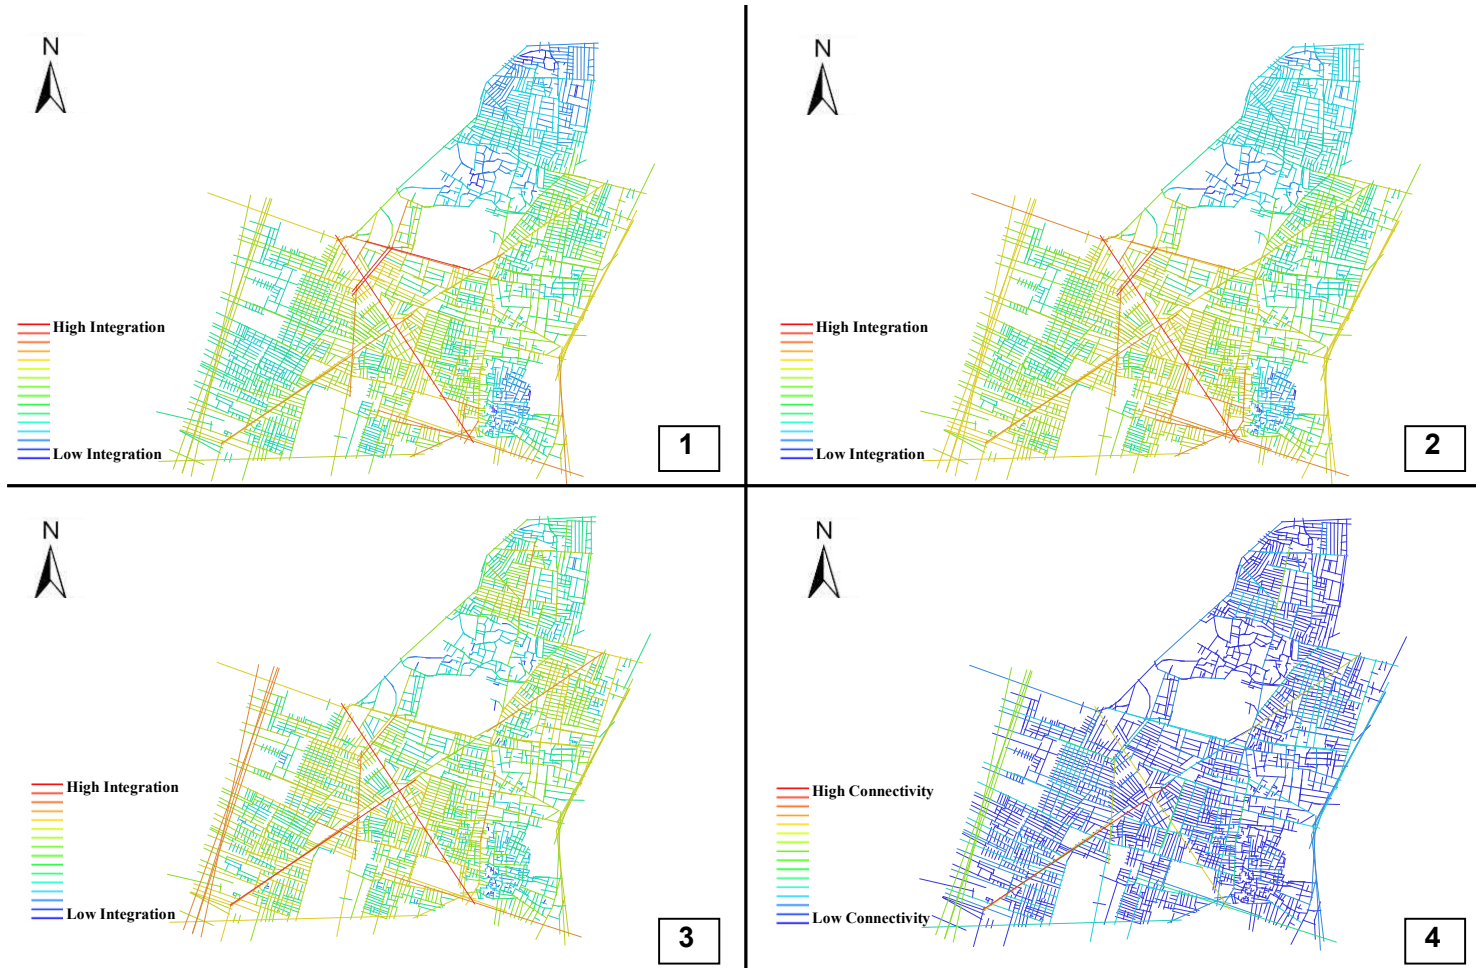 N
High Integration
Low Integration
1
N
High Integration
Low Integration
2
N
High Integration
Low Integration
3
N
High Connectivity
Low Connectivity
4